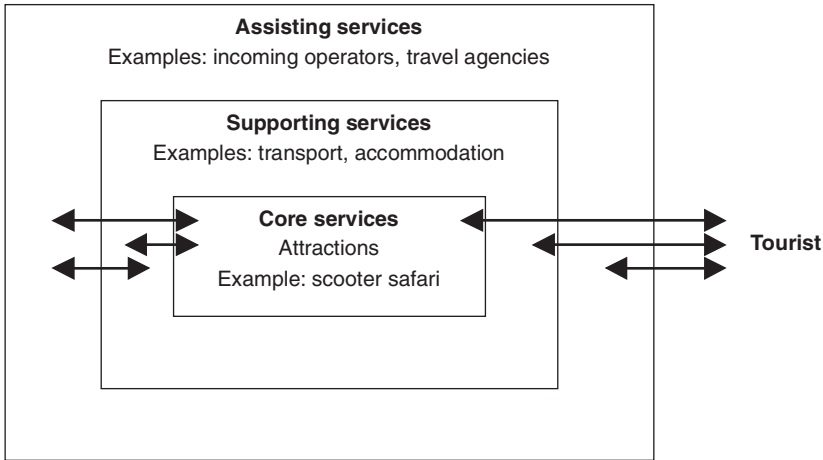 Assisting services
Examples: incoming operators, travel agencies
Supporting services
Examples: transport, accommodation
Core services
Attractions
Example: scooter safari
Tourist